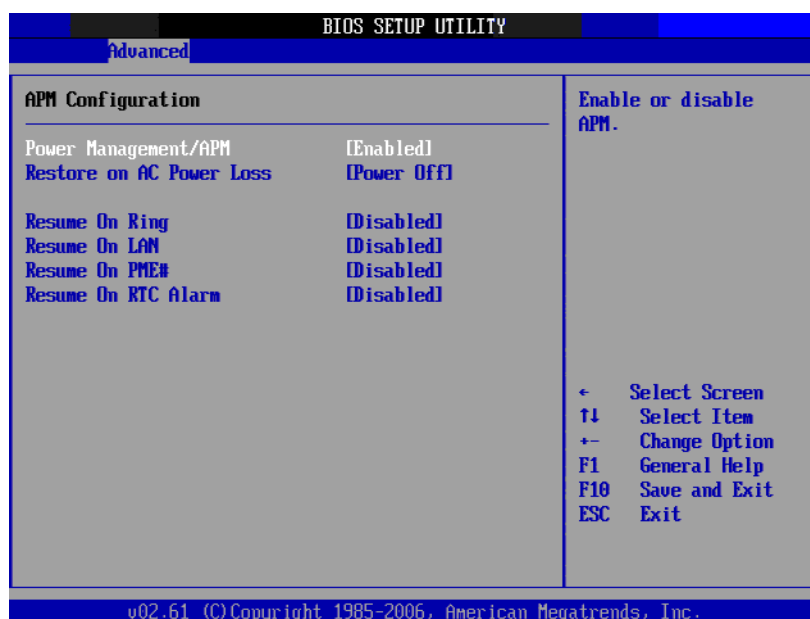 BIOS SETUP UTILITY
Advanced
APM Configuration
Power Management/APM [Enabled]
Restore on AC Power Loss [Power Off]
Resume On Ring [Disabled]
Resume On LAN [Disabled]
Resume On PME# [Disabled]
Resume On RTC Alarm [Disabled]
Enable or disable
APM.
← Select Screen
↑↓ Select Item
+- Change Option
F1 General Help
F10 Save and Exit
ESC Exit
v02.61 (C)Copyright 1985-2006, American Megatrends, Inc.